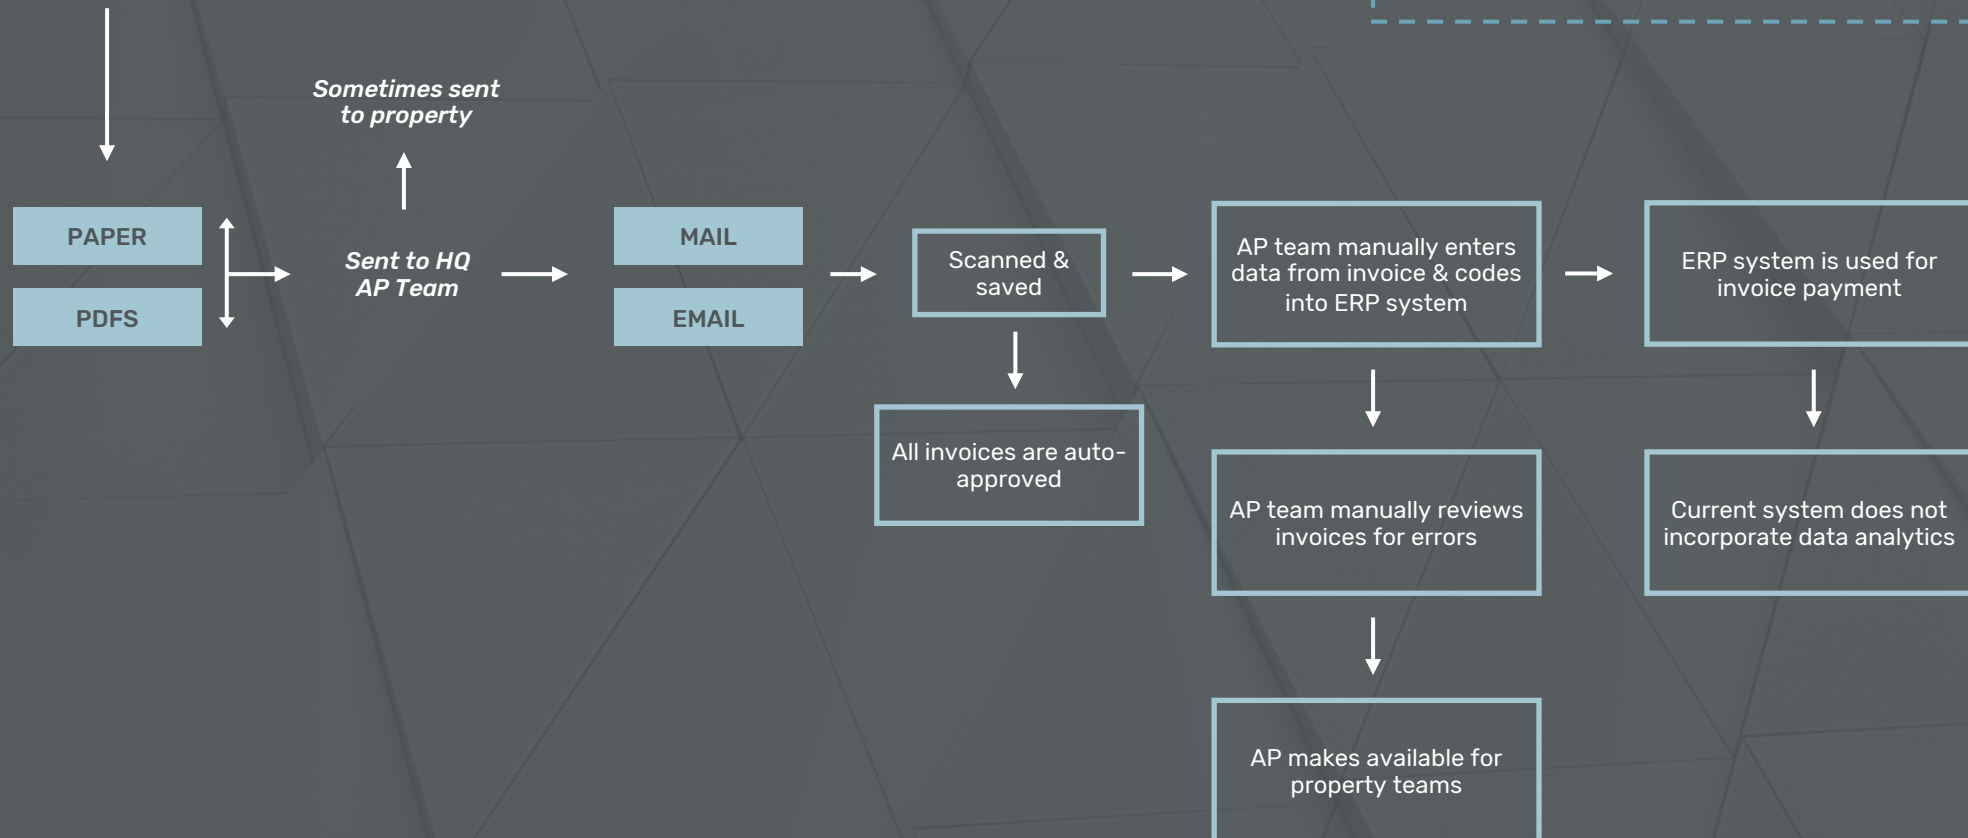 Sometimes sent
to property
PAPER
PDFS
Sent to HQ
AP Team
MAIL
EMAIL
Scanned &
saved
All invoices are auto-
approved
AP team manually enters
data from invoice & codes
into ERP system
AP team manually reviews
invoices for errors
AP makes available for
property teams
ERP system is used for
invoice payment
Current system does not
incorporate data analytics